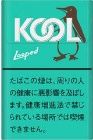 KOOL
Looped
たばこの煙は、周りの人
の健康に悪影響を及ぼし
ます。健康増進法で禁じ
られている場所では喫煙
できません。